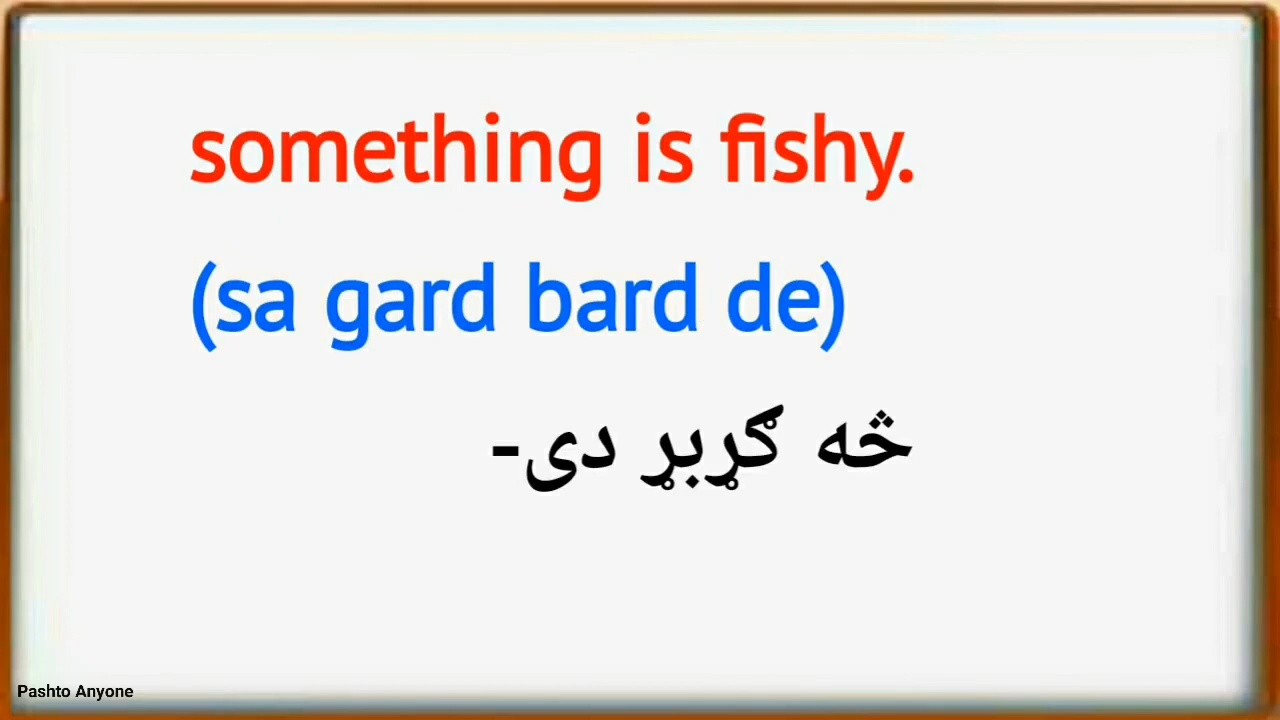 something is fishy.
(sa gard bard de)
څه ګړبړ دی-
Pashto Anyone